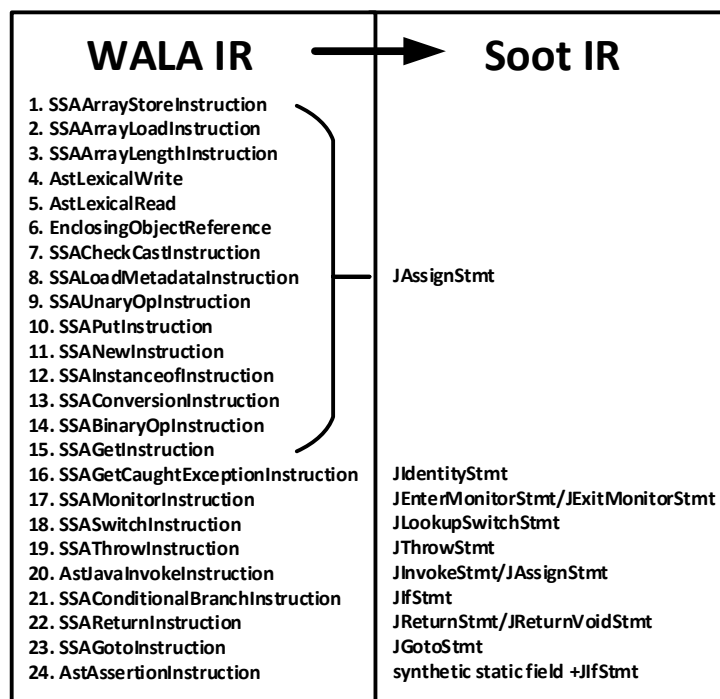 WALA IR Soot IR
1. SSAArrayStoreInstruction
2. SSAArrayLoadInstruction
3. SSAArrayLengthInstruction
4. AstLexicalWrite
5. AstLexicalRead
6. EnclosingObjectReference
7. SSACheckCastInstruction
8. SSALoadMetadataInstruction JAssignStmt
9. SSAUnaryOpInstruction
10. SSAPutInstruction
11. SSANewInstruction
12. SSAInstanceofInstruction
13. SSAConversionInstruction
14. SSABinaryOpInstruction
15. SSAGetInstruction
16. SSAGetCaughtExceptionInstruction JIdentityStmt
17. SSAMonitorInstruction JEnterMonitorStmt/JExitMonitorStmt
18. SSASwitchInstruction JLookupSwitchStmt
19. SSAThrowInstruction JThrowStmt
20. AstJavaInvokeInstruction JInvokeStmt/JAssignStmt
21. SSAConditionalBranchInstruction JIfStmt
22. SSAReturnInstruction JReturnStmt/JReturnVoidStmt
23. SSAGotoInstruction JGotoStmt
24. AstAssertionInstruction synthetic static field +JIfStmt